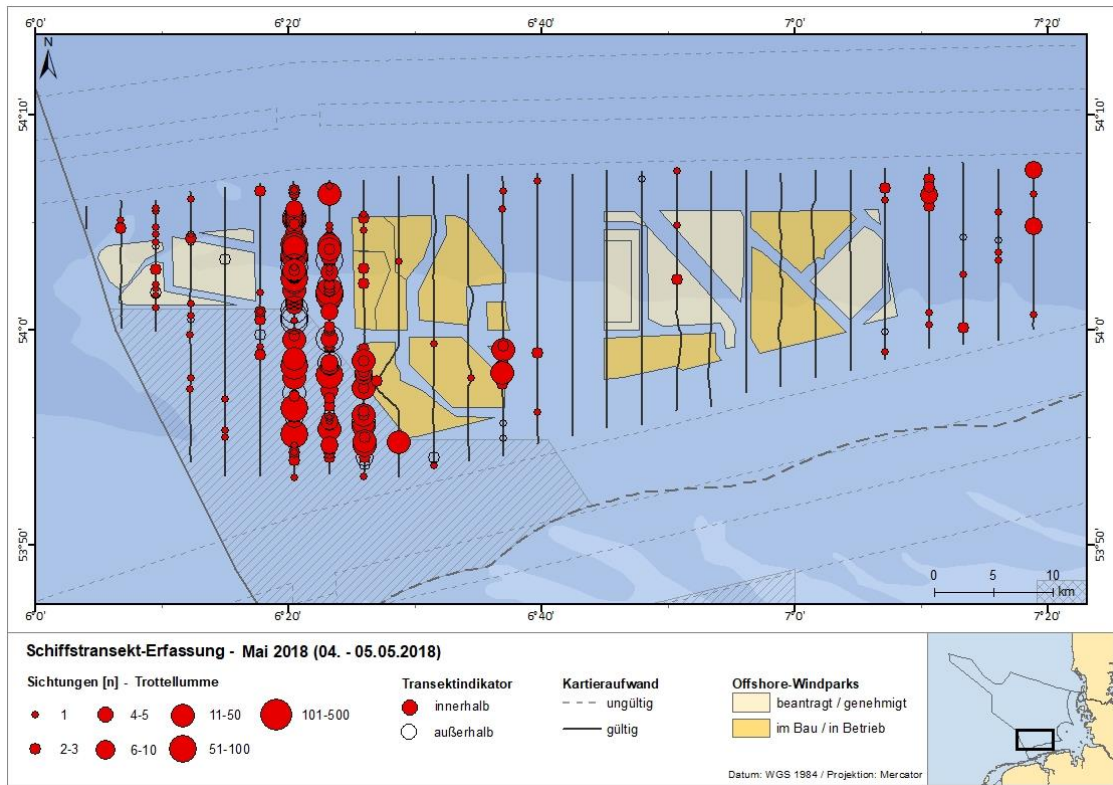 6°0' 6°20' 6°40' 7°0' 7°20'
N
54°10' 54°10'
54°0' 54°0'
53°50' 53°50'
0 5 10
km
6°0' 6°20' 6°40' 7°0' 7°20'
Schiffstransekt-Erfassung - Mai 2018 (04. - 05.05.2018)
Sichtungen [n] - Trottellumme
1 4-5 11-50 101-500
2-3 6-10 51-100
Transektindikator
innerhalb
außerhalb
Kartieraufwand
ungültig
gültig
Offshore-Windparks
beantragt / genehmigt
im Bau / in Betrieb
Datum: WGS 1984 / Projektion: Mercator